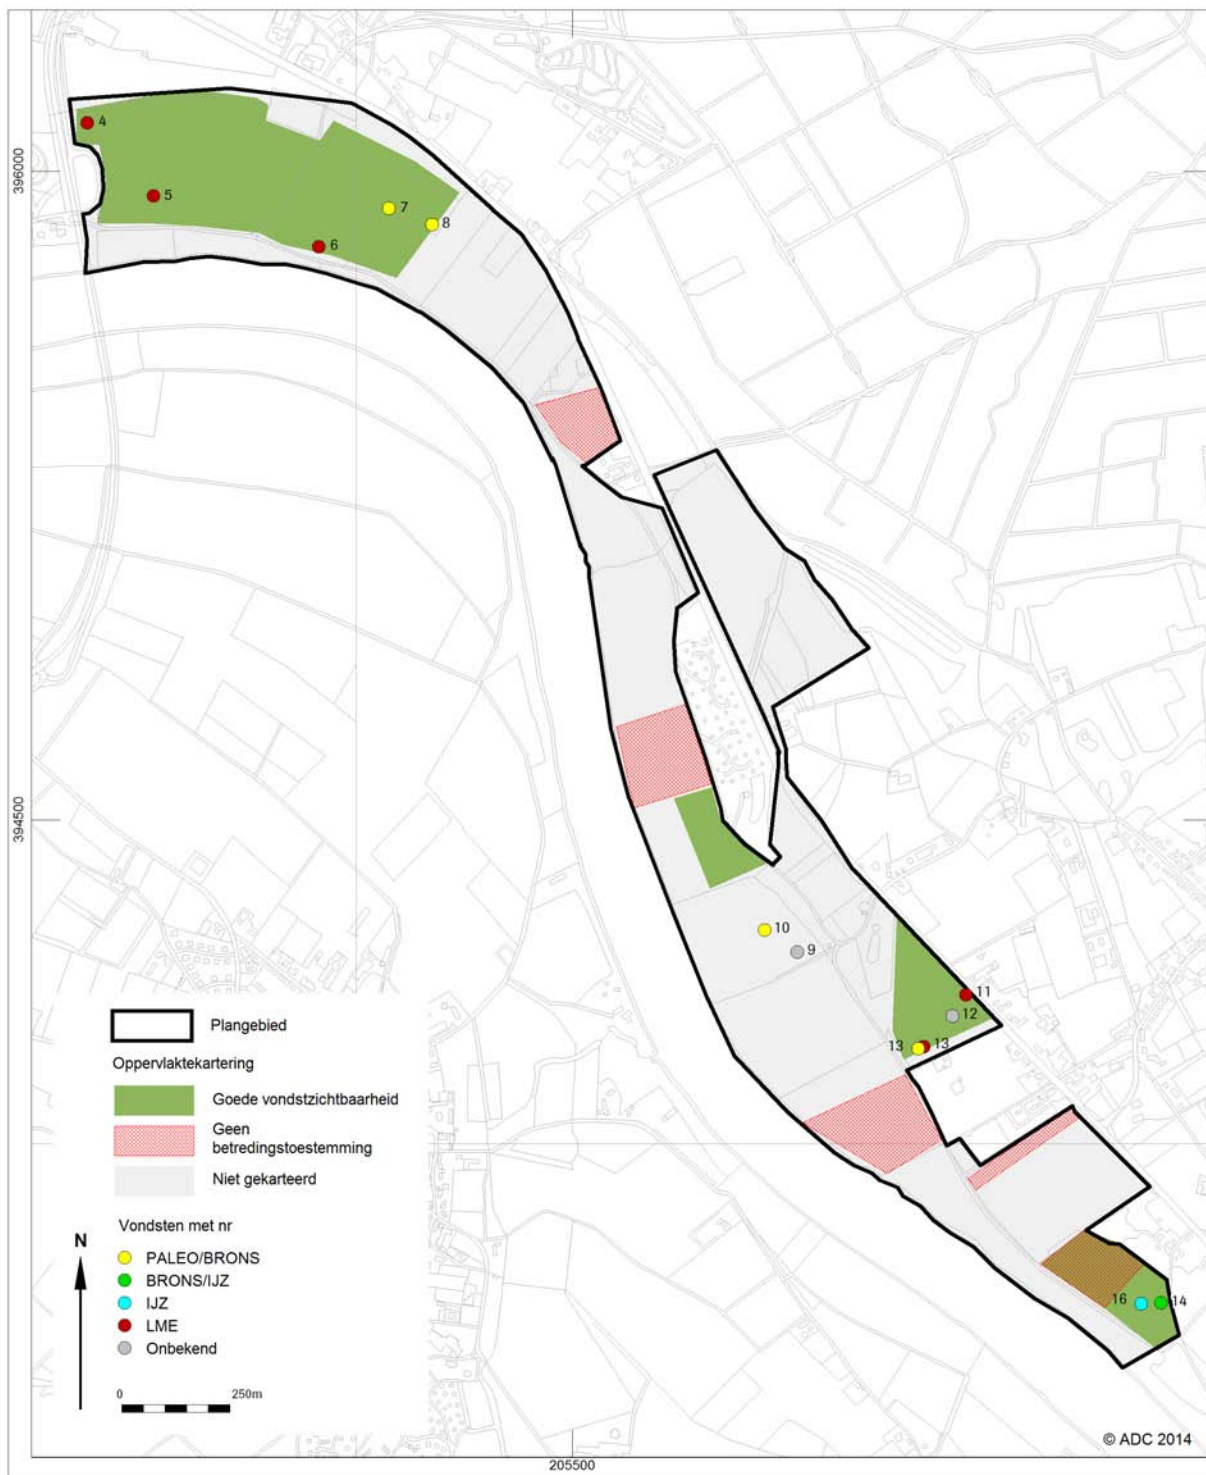 4
5
6
7
8
396000
394500
10
9
11
12
13
13
16
14
Plangebied
Oppervlaktekartering
Goede vondstzichtbaarheid
Geen
betredingstoestemming
Niet gekarteerd
Vondsten met nr
N
PALEO/BRONS
BRONS/IJZ
IJZ
LME
Onbekend
0 250m
© ADC 2014
205500